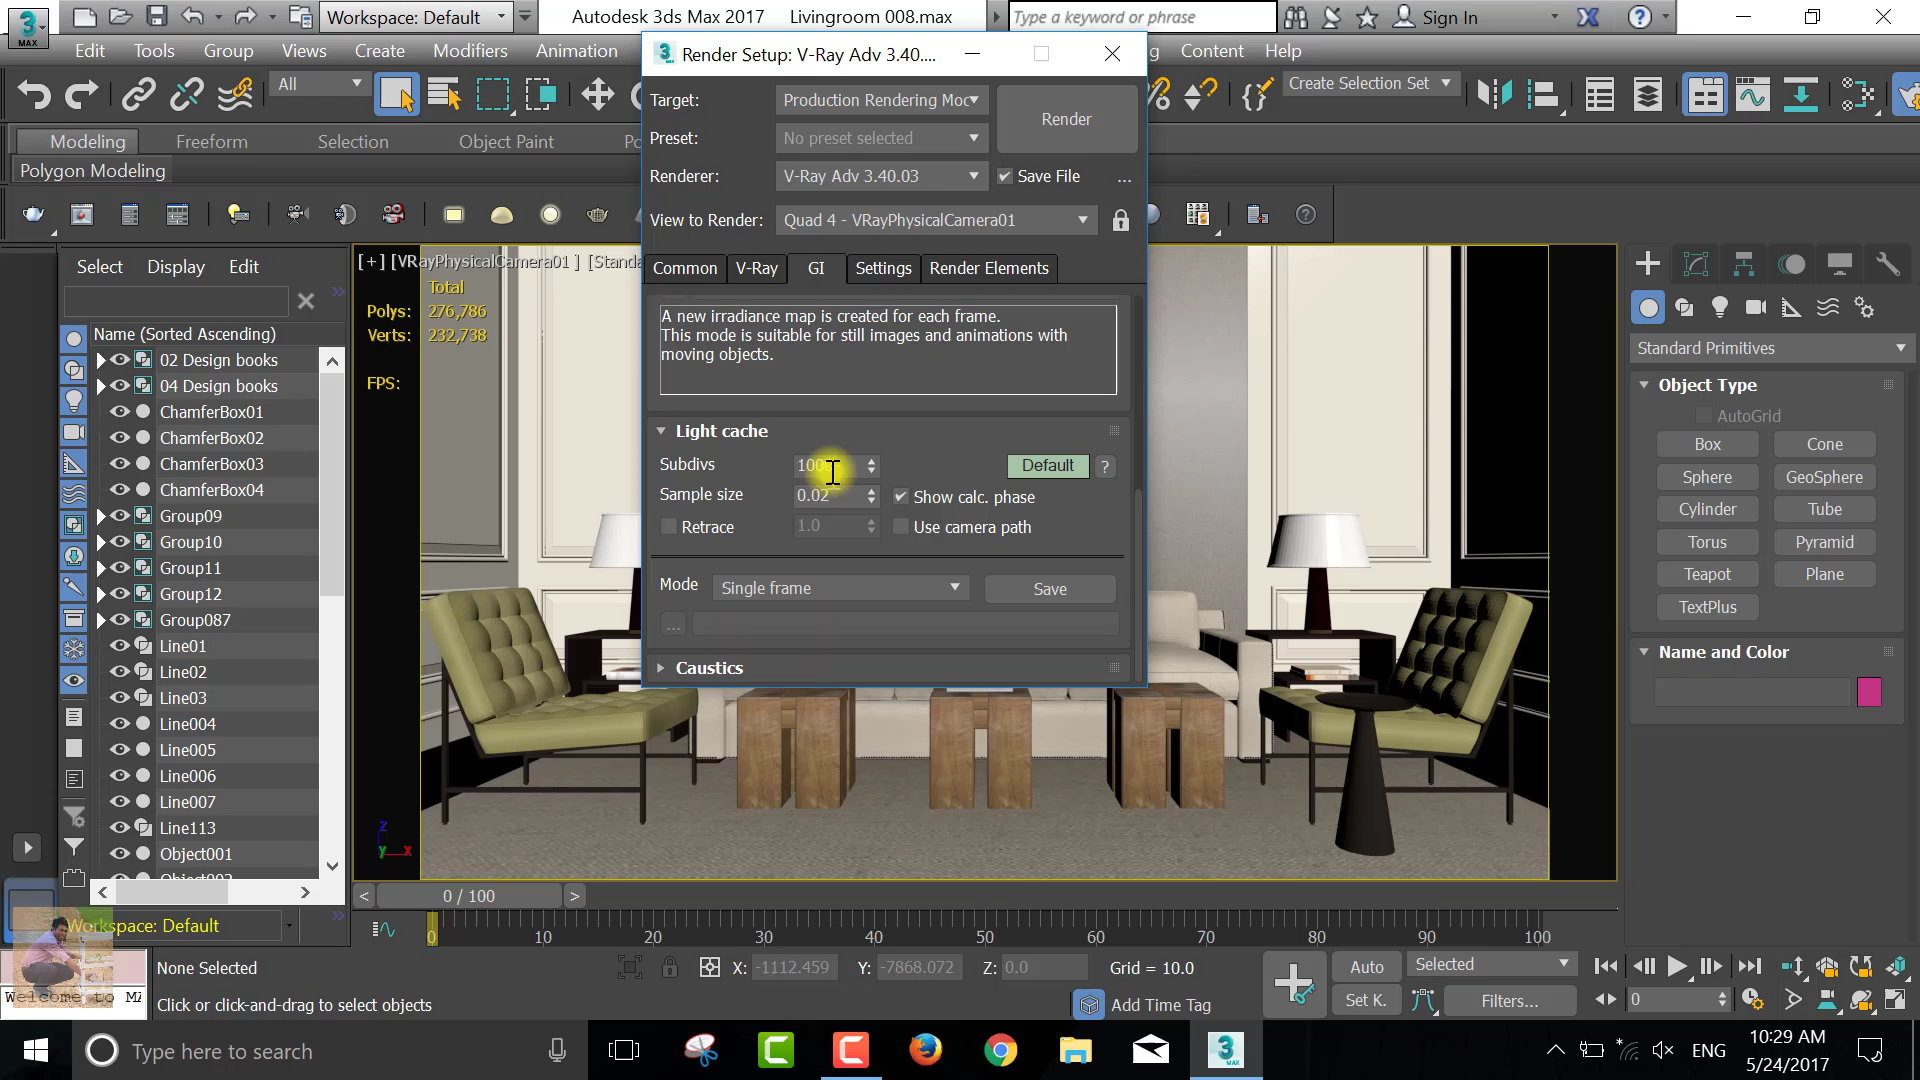 Workspace: Default
Autodesk 3ds Max 2017 Livingroom 008.max
Type a keyword or phrase
Sign In
MAX
Edit Tools Group Views Create Modifiers Animation Content Help
Render Setup: V-Ray Adv 3.40....
All
Create Selection Set
Target: Production Rendering Moc
Render
Preset: No preset selected
Renderer: V-Ray Adv 3.40.03
Save File ...
View to Render: Quad 4 - VRayPhysicalCamera01
Modeling Freeform Selection Object Paint
Polygon Modeling
Common V-Ray GI Settings Render Elements
Select Display Edit
Name (Sorted Ascending)
02 Design books
04 Design books
ChamferBox01
ChamferBox02
ChamferBox03
ChamferBox04
Group09
Group10
Group11
Group12
Group087
Line01
Line02
Line03
Line004
Line005
Line006
Line007
Line113
Object001
[+] [VRayPhysicalCamera01 ] [Standa
Total
Polys: 276,786
Verts: 232,738
FPS:
A new irradiance map is created for each frame.
This mode is suitable for still images and animations with
moving objects.
Light cache
Subdivs
Default ?
Sample size 0.02
Show calc. phase
Retrace 1.0
Use camera path
Mode Single frame
Save
...
Caustics
z
y x
Standard Primitives
Object Type
AutoGrid
Box Cone
Sphere GeoSphere
Cylinder Tube
Torus Pyramid
Teapot Plane
TextPlus
Name and Color
< 0 / 100 >
Workspace: Default
0 10 20 30 40 50 60 70 80 90 100
None Selected
X: -1112.459 Y: -7868.072 Z: 0.0 Grid = 10.0
Auto Selected
Welcome to MA
Click or click-and-drag to select objects
Add Time Tag
Set K. Filters...
0
Type here to search
ENG
10:29 AM
5/24/2017